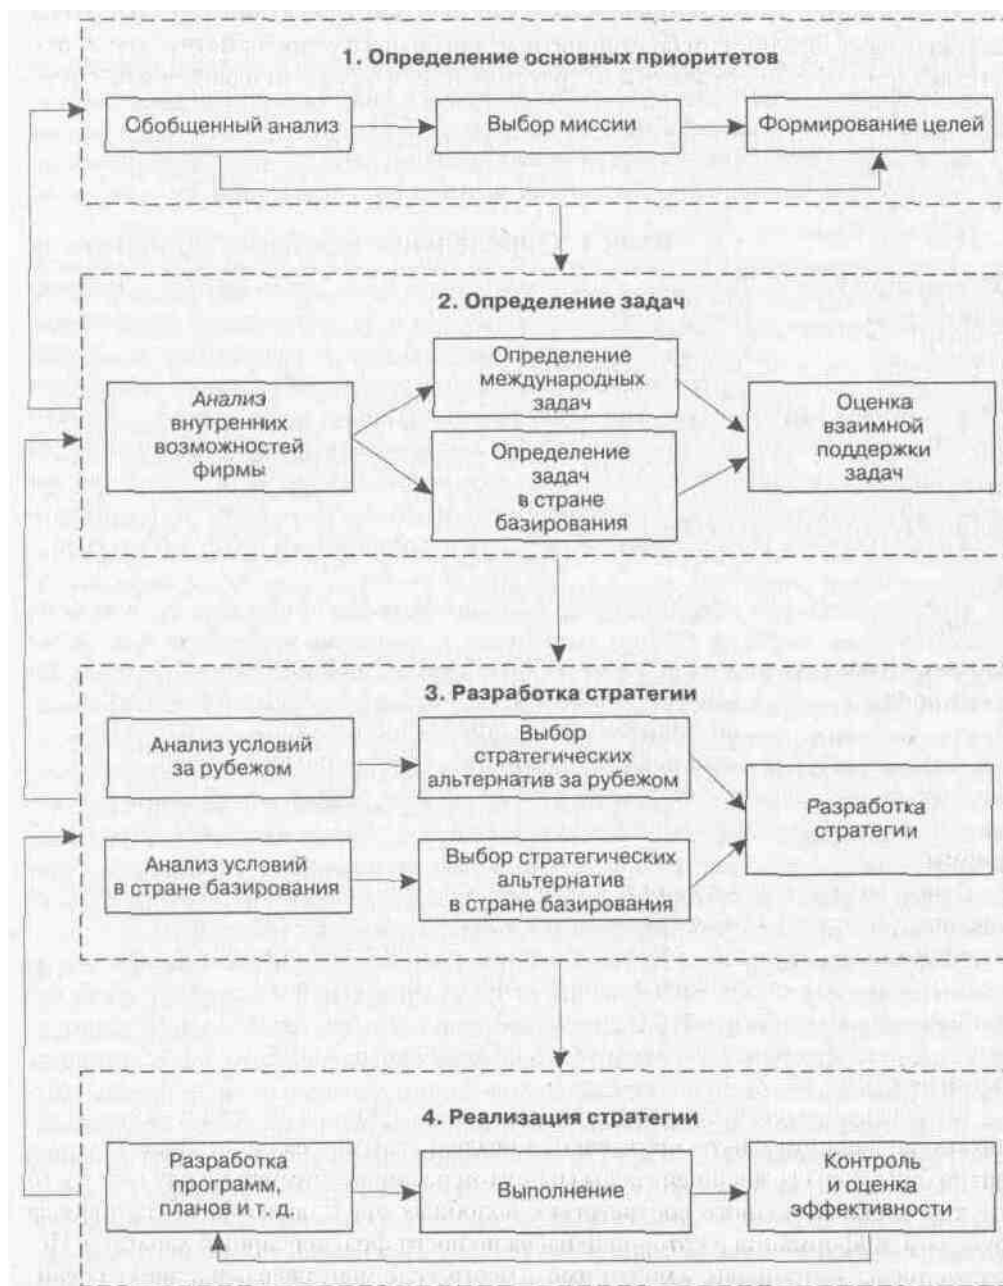 1. Определение основных приоритетов
Обобщенный анализ
Выбор миссии
Формирование целей
2. Определение задач
Анализ
внутренних
возможностей
фирмы
Определение
международных
задач
Определение
задач
в стране
базирования
Оценка
взаимной
поддержки
задач
3. Разработка стратегии
Анализ условий
за рубежом
Выбор
стратегических
альтернатив за рубежом
Анализ условий
в стране базирования
Выбор стратегических
альтернатив
в стране базирования
Разработка
стратегии
4. Реализация стратегии
Разработка
программ,
планов и т. д.
Выполнение
Контроль
и оценка
эффективности